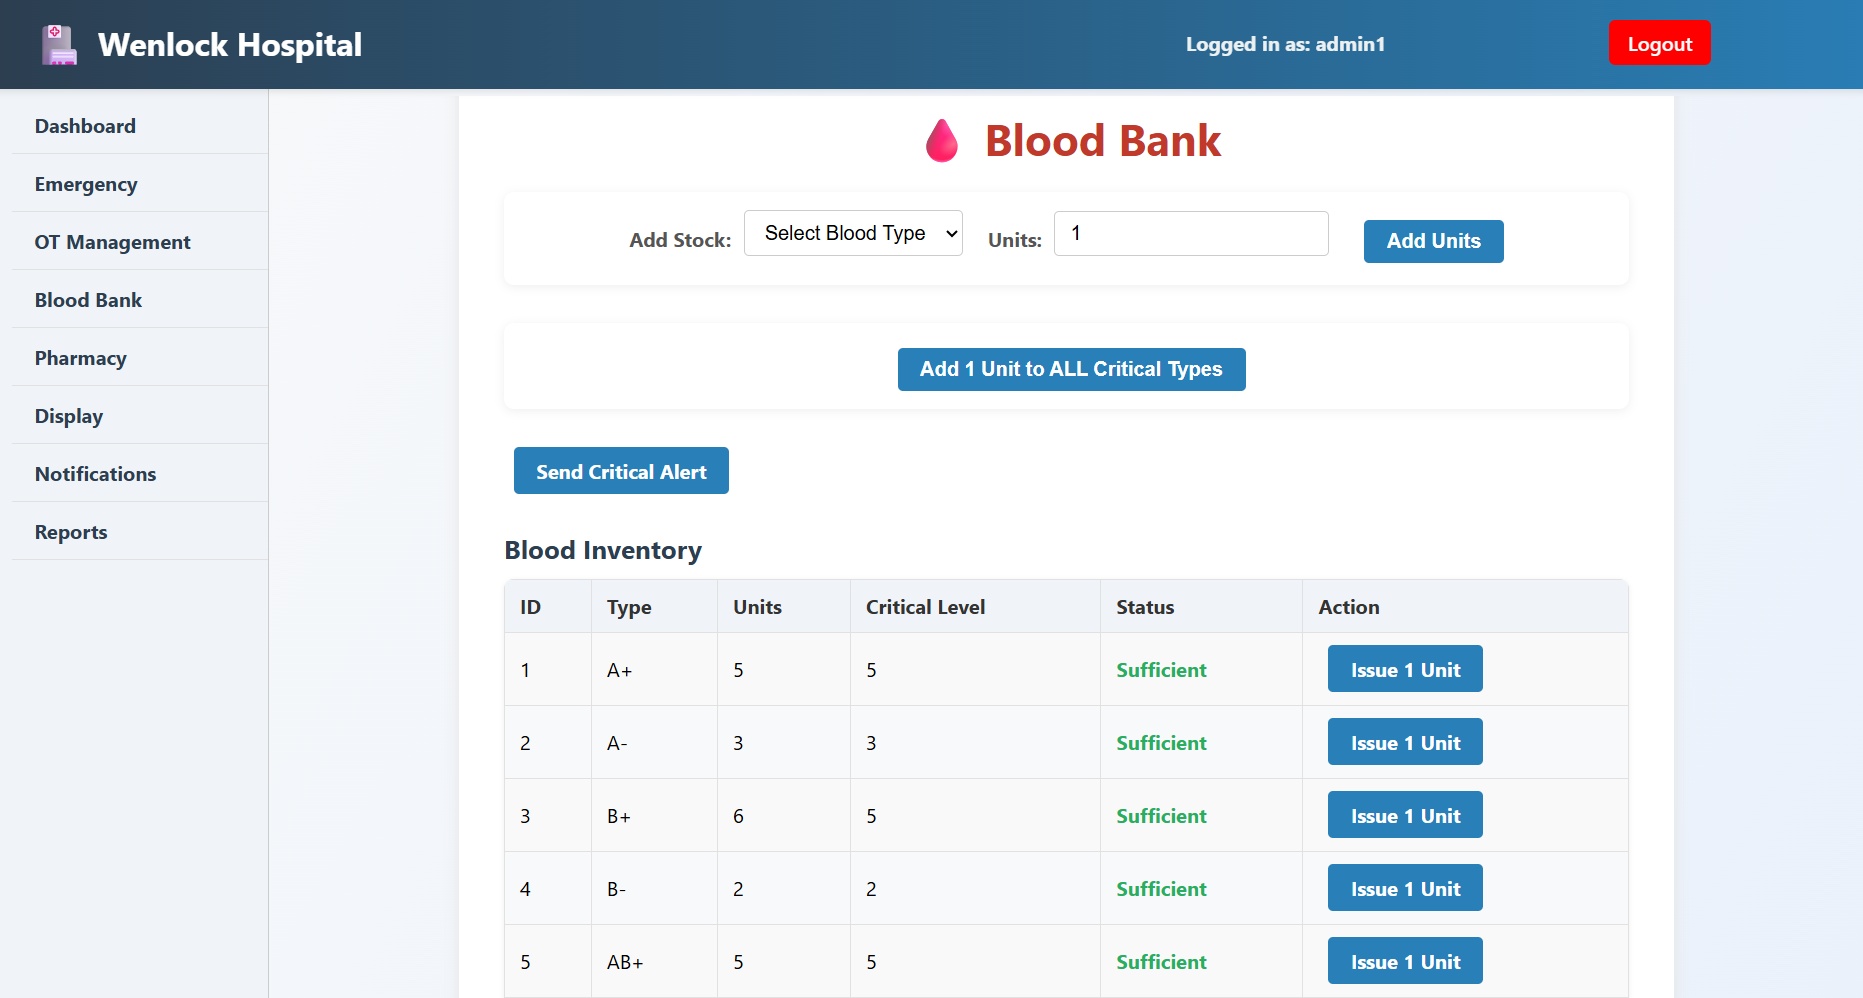 Wenlock Hospital
Logged in as: admin1
Logout
Dashboard
Emergency
OT Management
Blood Bank
Pharmacy
Display
Notifications
Reports
Blood Bank
Add Stock: Select Blood Type Units: 1 Add Units
Add 1 Unit to ALL Critical Types
Send Critical Alert
Blood Inventory
ID Type Units Critical Level Status Action
1 A+ 5 5 Sufficient Issue 1 Unit
2 A- 3 3 Sufficient Issue 1 Unit
3 B+ 6 5 Sufficient Issue 1 Unit
4 B- 2 2 Sufficient Issue 1 Unit
5 AB+ 5 5 Sufficient Issue 1 Unit